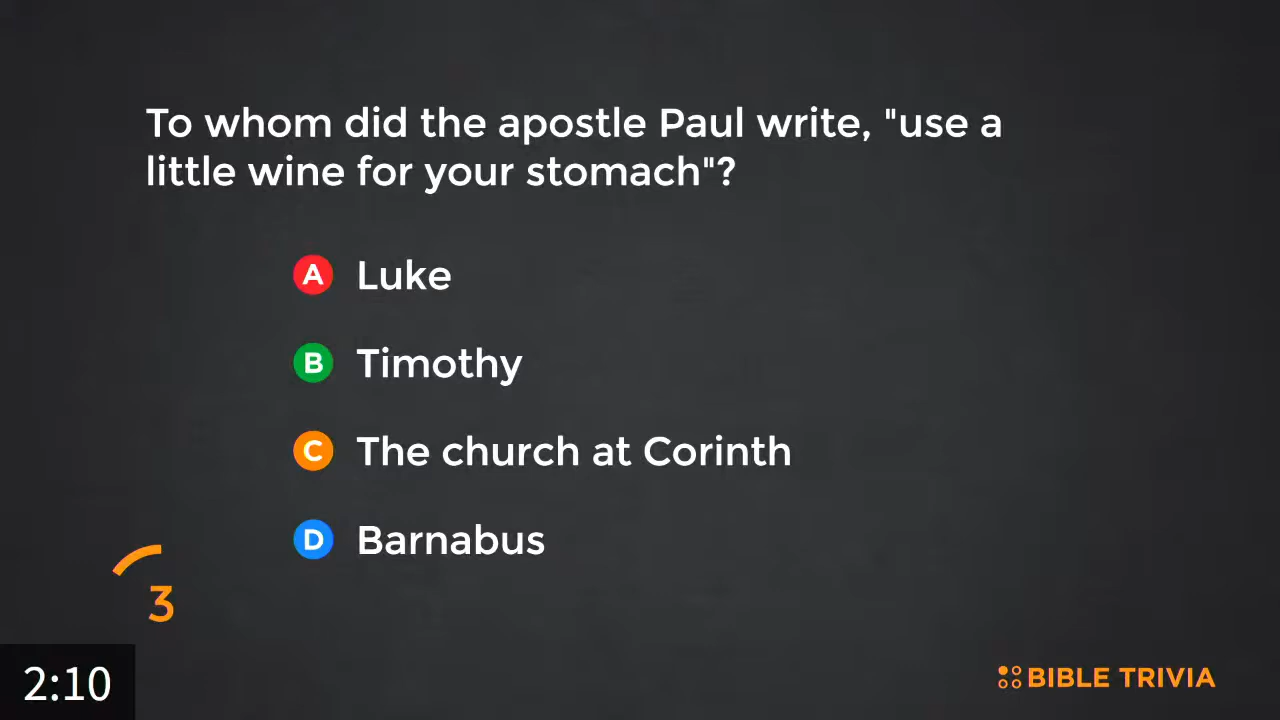 To whom did the apostle Paul write, "use a
little wine for your stomach"?
A Luke
B Timothy
C The church at Corinth
D Barnabus
3
2:10
BIBLE TRIVIA